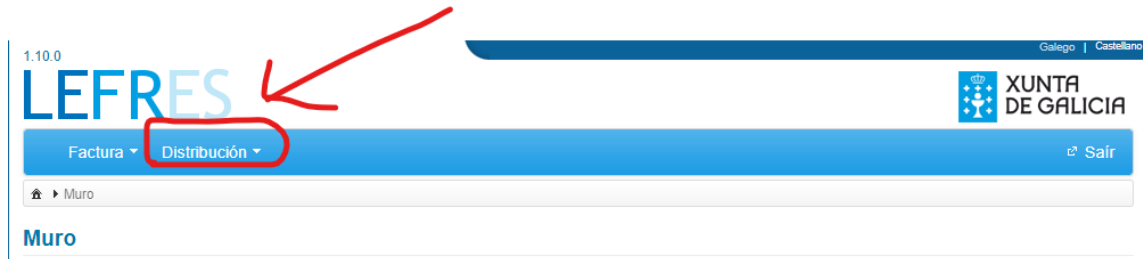 1.10.0
Galego | Castellano
LEFRES
XUNTA
DE GALICIA
Factura Distribución Saír
Muro
Muro